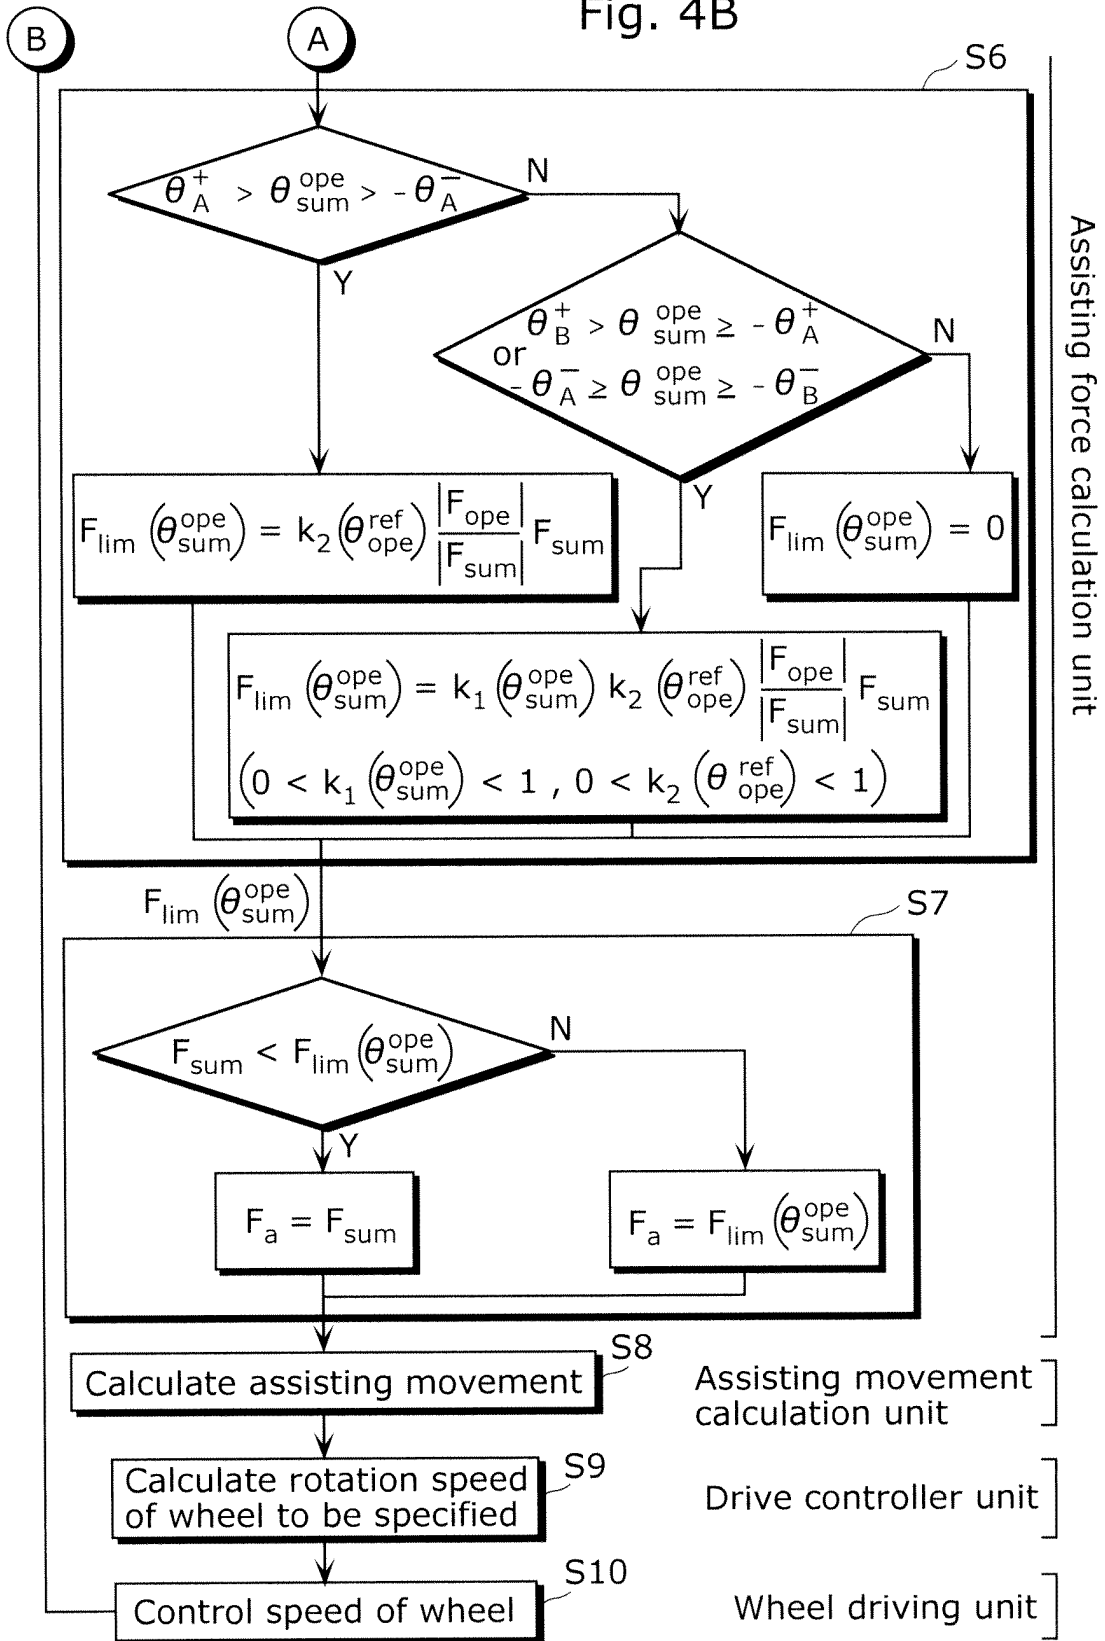 Fig. 4B
B
A
S6
θ_A^+ > θ_sum^ope > -θ_A^-
N
Y
θ_B^+ > θ_sum^ope ≥ -θ_A^+
or
-θ_A^- ≥ θ_sum^ope ≥ -θ_B^-
N
Y
F_lim (θ_sum^ope) = k_2 (θ_ope^ref) |F_ope| / |F_sum| F_sum
F_lim (θ_sum^ope) = 0
F_lim (θ_sum^ope) = k_1 (θ_sum^ope) k_2 (θ_ope^ref) |F_ope| / |F_sum| F_sum
(0 < k_1 (θ_sum^ope) < 1 , 0 < k_2 (θ_ope^ref) < 1)
Assisting force calculation unit
F_lim (θ_sum^ope)
S7
F_sum < F_lim (θ_sum^ope)
N
Y
F_a = F_sum
F_a = F_lim (θ_sum^ope)
S8
Calculate assisting movement
Assisting movement
calculation unit
S9
Calculate rotation speed
of wheel to be specified
Drive controller unit
S10
Control speed of wheel
Wheel driving unit